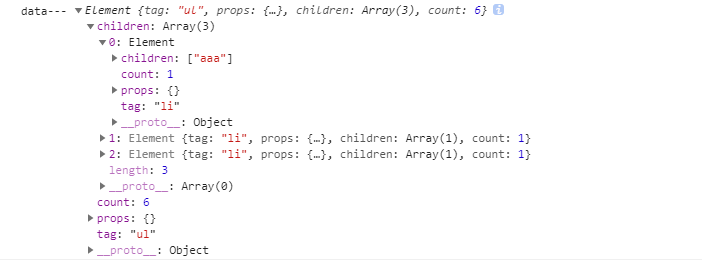 data--- ▼Element {tag: "ul", props: {…}, children: Array(3), count: 6} i
▼children: Array(3)
▼0: Element
▶children: ["aaa"]
count: 1
▶props: {}
tag: "li"
▶__proto__: Object
▶1: Element {tag: "li", props: {…}, children: Array(1), count: 1}
▶2: Element {tag: "li", props: {…}, children: Array(1), count: 1}
length: 3
▶__proto__: Array(0)
count: 6
▶props: {}
tag: "ul"
▶__proto__: Object